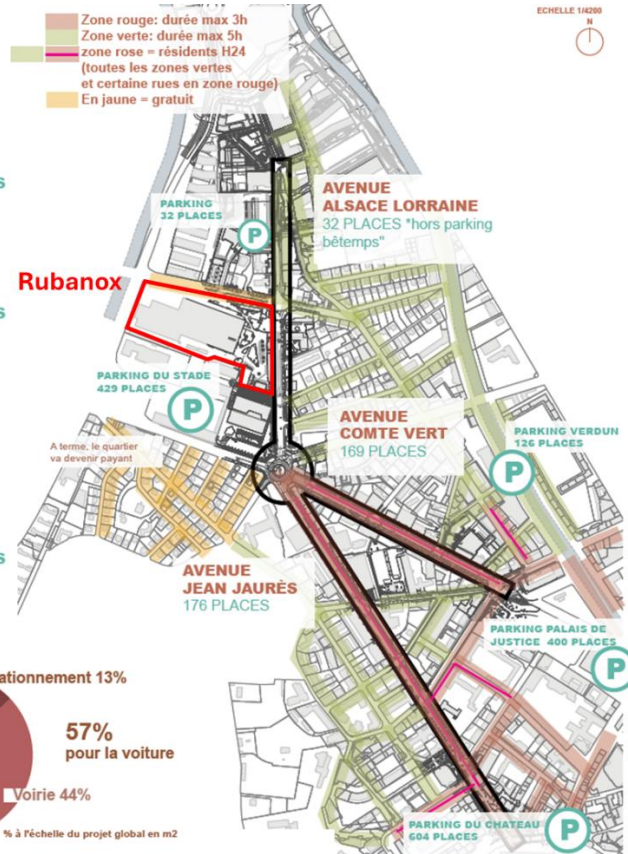 Zone rouge: durée max 3h
Zone verte: durée max 5h
zone rose = résidents H24
(toutes les zones vertes
et certaine rues en zone rouge)
En jaune = gratuit
ECHELLE 1/4200
N
S
PARKING
32 PLACES
P
AVENUE
ALSACE LORRAINE
32 PLACES "hors parking
bêtemps"
Rubanox
S
PARKING DU STADE
429 PLACES
P
AVENUE
COMTE VERT
169 PLACES
PARKING VERDUN
126 PLACES
P
A terme, le quartier
va devenir payant
S
AVENUE
JEAN JAURÈS
176 PLACES
PARKING PALAIS DE
JUSTICE 400 PLACES
P
ationnement 13%
57%
pour la voiture
Voirie 44%
% à l'échelle du projet global en m2
PARKING DU CHATEAU
604 PLACES
P